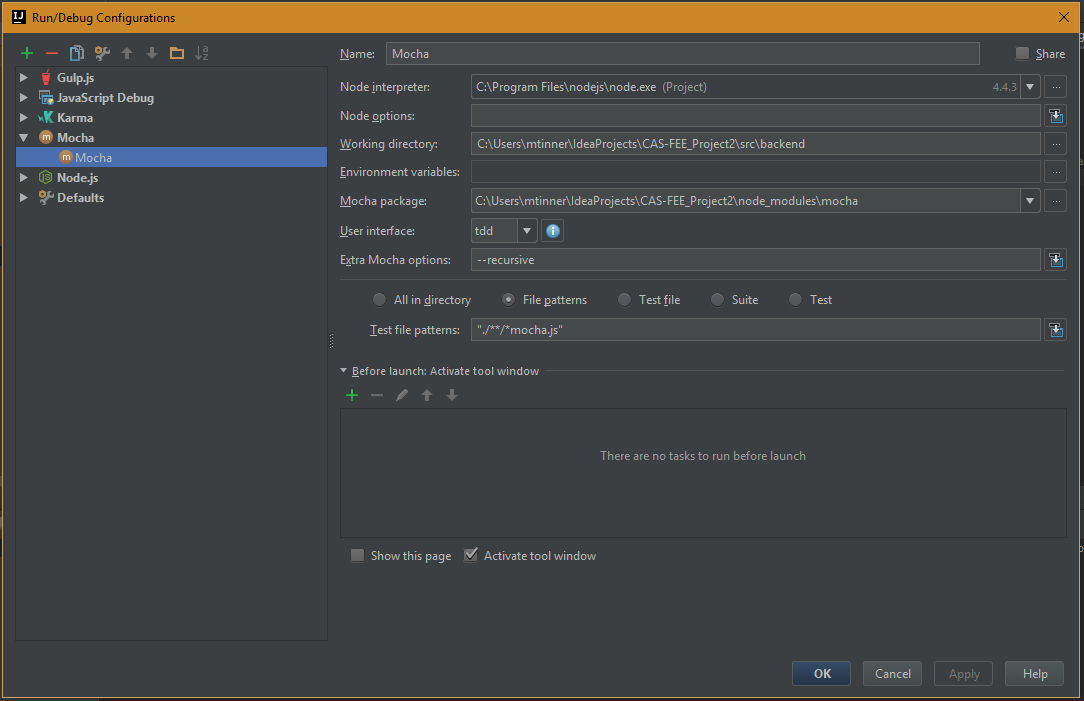 IJ Run/Debug Configurations
Name: Mocha Share
Gulp.js
JavaScript Debug
Karma
Mocha
Mocha
Node.js
Defaults
Node interpreter: C:\Program Files\nodejs\node.exe (Project) 4.4.3 ...
Node options:
Working directory: C:\Users\mtinner\IdeaProjects\CAS-FEE_Project2\src\backend ...
Environment variables: ...
Mocha package: C:\Users\mtinner\IdeaProjects\CAS-FEE_Project2\node_modules\mocha ...
User interface: tdd
Extra Mocha options: --recursive
All in directory File patterns Test file Suite Test
Test file patterns: "./**/*mocha.js"
Before launch: Activate tool window
There are no tasks to run before launch
Show this page Activate tool window
OK Cancel Apply Help